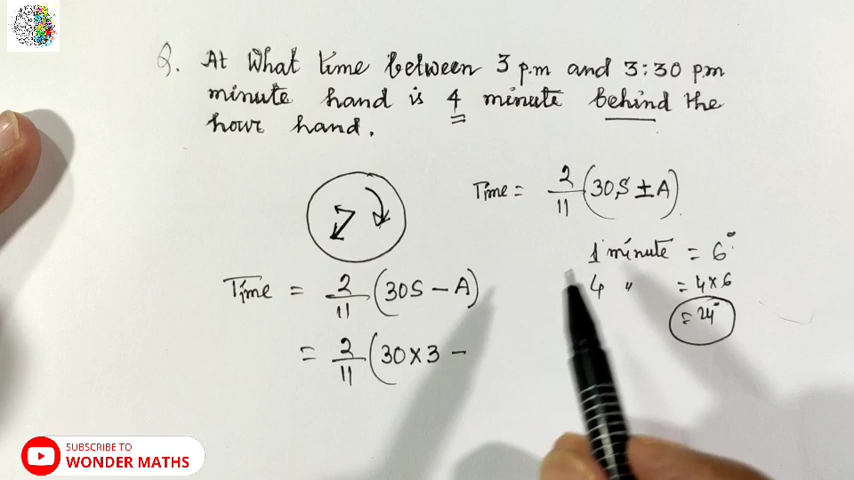 Q. At What time between 3 p.m and 3:30 p.m
minute hand is 4 minute behind the
hour hand.
Time = 2/11 (30S ± A)
1 minute = 6°
4 " = 4×6
= 24°
Time = 2/11 (30S - A)
= 2/11 (30×3 -
SUBSCRIBE TO
WONDER MATHS